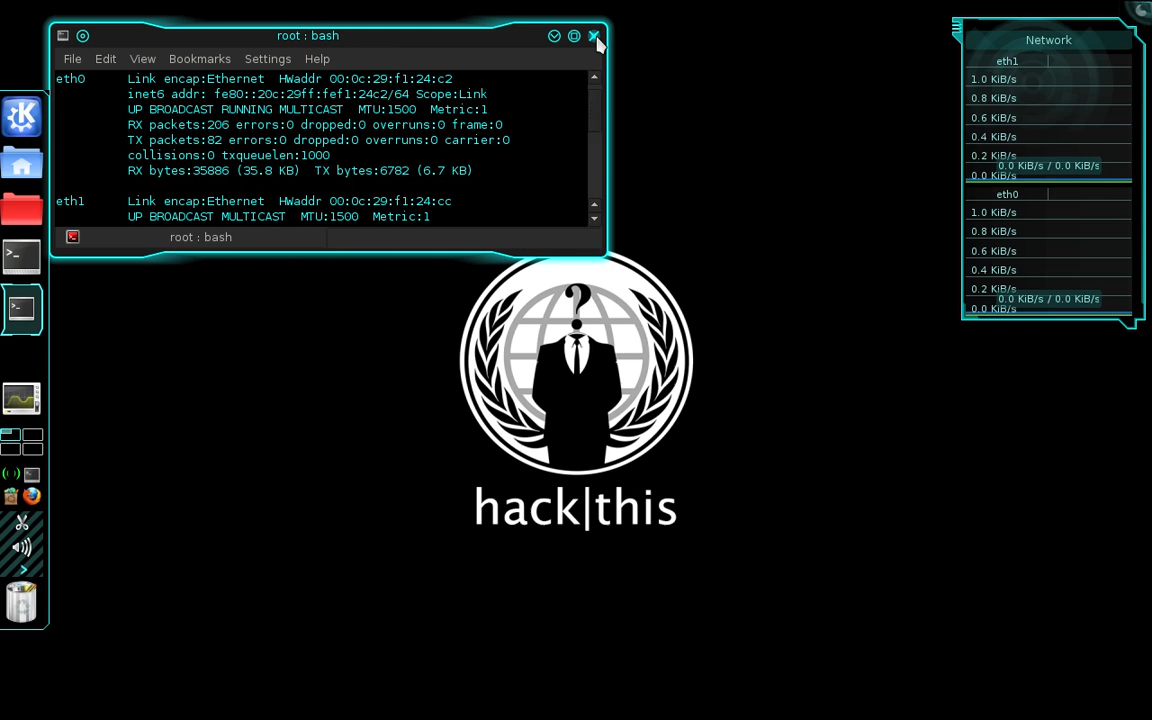 root : bash
File Edit View Bookmarks Settings Help
eth0 Link encap:Ethernet HWaddr 00:0c:29:f1:24:c2
inet6 addr: fe80::20c:29ff:fef1:24c2/64 Scope:Link
UP BROADCAST RUNNING MULTICAST MTU:1500 Metric:1
RX packets:206 errors:0 dropped:0 overruns:0 frame:0
TX packets:82 errors:0 dropped:0 overruns:0 carrier:0
collisions:0 txqueuelen:1000
RX bytes:35886 (35.8 KB) TX bytes:6782 (6.7 KB)
eth1 Link encap:Ethernet HWaddr 00:0c:29:f1:24:cc
UP BROADCAST MULTICAST MTU:1500 Metric:1
root : bash
Network
eth1
1.0 KiB/s
0.8 KiB/s
0.6 KiB/s
0.4 KiB/s
0.2 KiB/s
0.0 KiB/s / 0.0 KiB/s
0.0 KiB/s
eth0
1.0 KiB/s
0.8 KiB/s
0.6 KiB/s
0.4 KiB/s
0.2 KiB/s
0.0 KiB/s / 0.0 KiB/s
0.0 KiB/s
?
hack|this